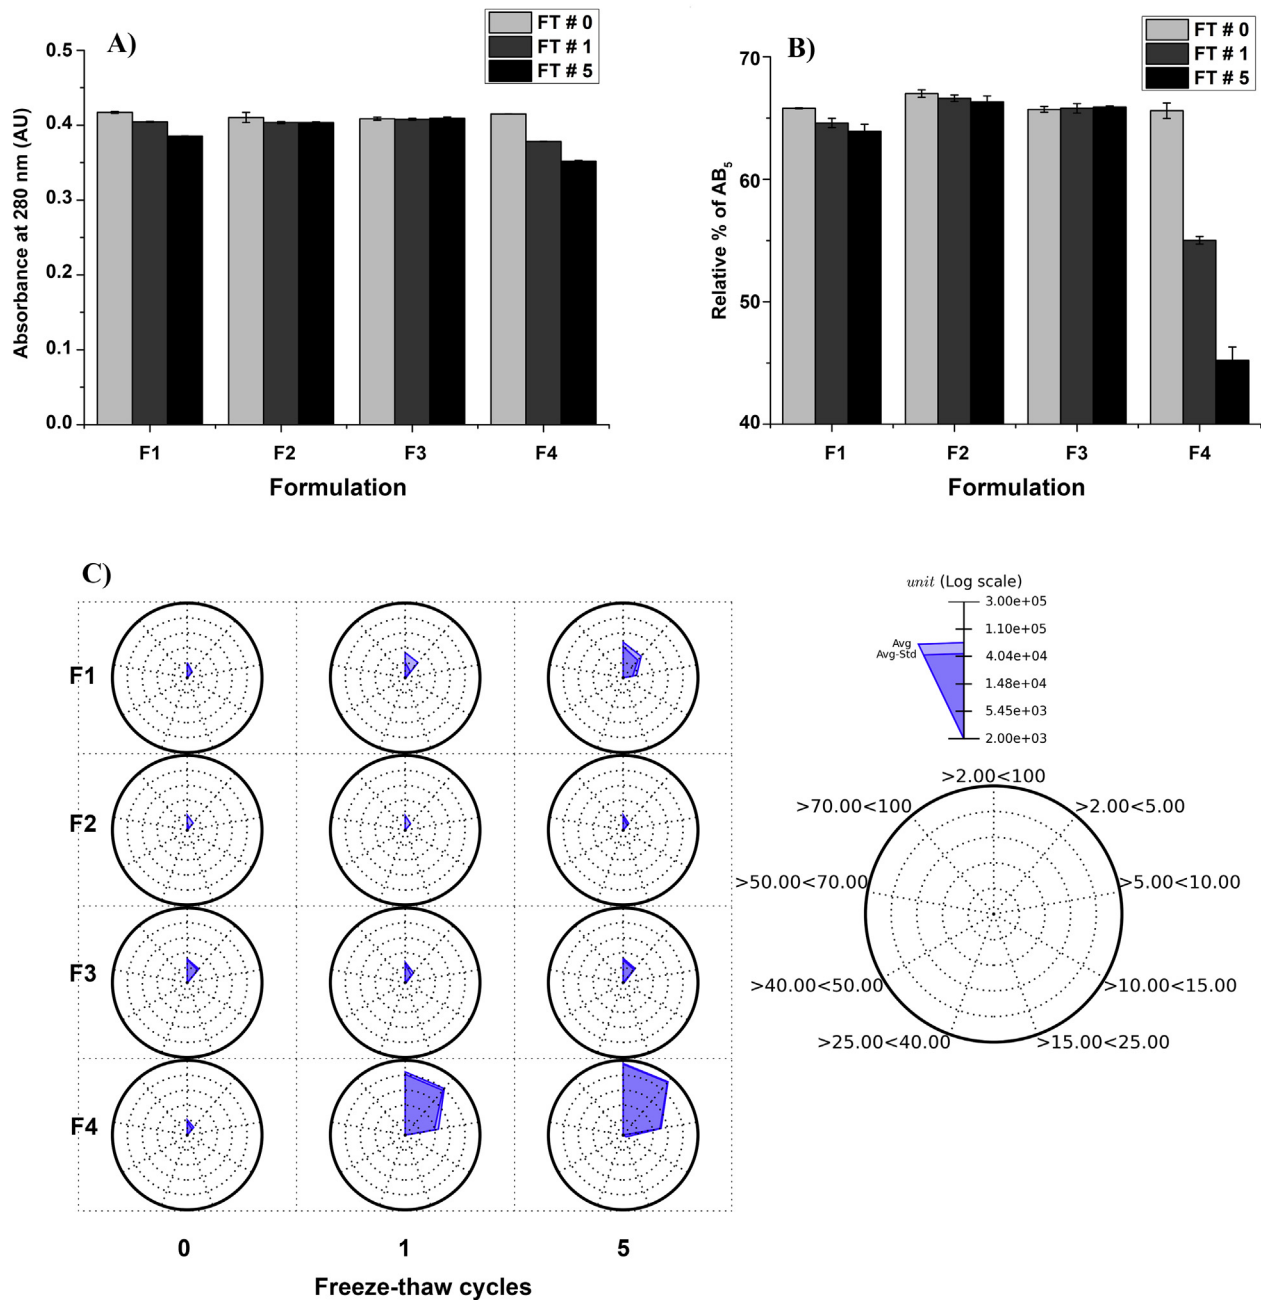 A)
FT # 0
FT # 1
FT # 5
0.5
0.4
0.3
0.2
0.1
0.0
Absorbance at 280 nm (AU)
F1
F2
F3
F4
Formulation
B)
FT # 0
FT # 1
FT # 5
70
60
50
40
Relative % of AB5
F1
F2
F3
F4
Formulation
C)
F1
F2
F3
F4
0
1
5
Freeze-thaw cycles
unit (Log scale)
3.00e+05
1.10e+05
4.04e+04
1.48e+04
5.45e+03
2.00e+03
Avg
Avg-Std
>2.00<100
>70.00<100
>2.00<5.00
>50.00<70.00
>5.00<10.00
>40.00<50.00
>10.00<15.00
>25.00<40.00
>15.00<25.00